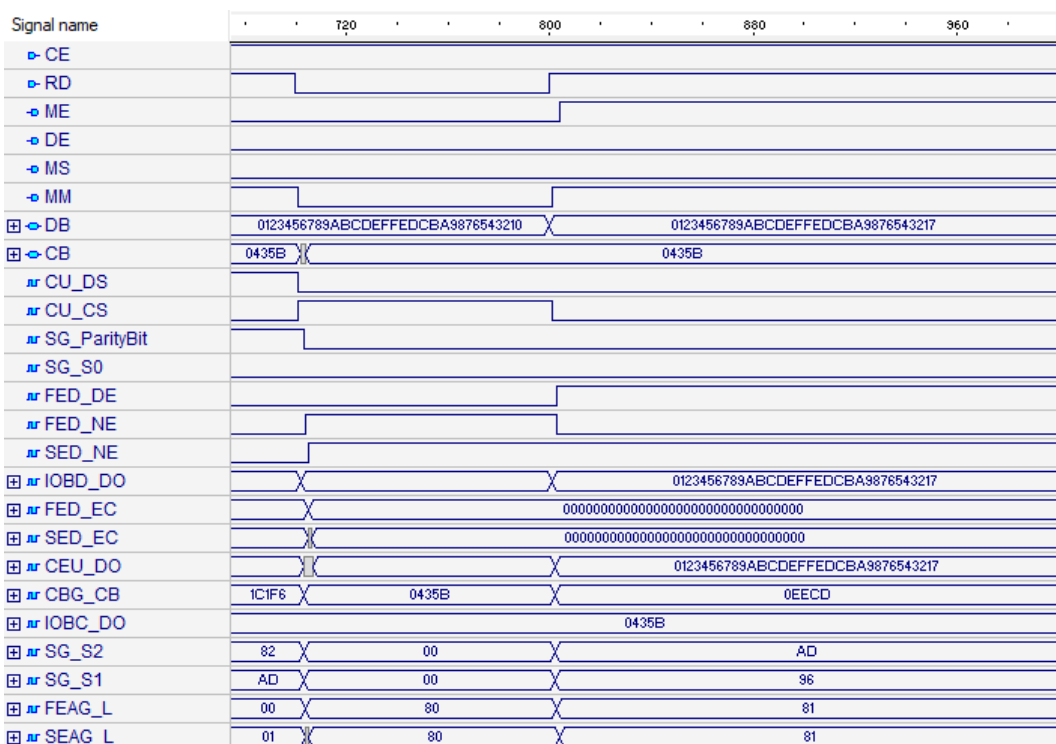 Signal name 720 800 880 960
CE
RD
ME
DE
MS
MM
DB 0123456789ABCDEFFEDCBA9876543210 0123456789ABCDEFFEDCBA9876543217
CB 0435B 0435B
CU_DS
CU_CS
SG_ParityBit
SG_S0
FED_DE
FED_NE
SED_NE
IOBD_DO 0123456789ABCDEFFEDCBA9876543217
FED_EC 00000000000000000000000000000000
SED_EC 00000000000000000000000000000000
CEU_DO 0123456789ABCDEFFEDCBA9876543217
CBG_CB 1C1F6 0435B 0EECD
IOBC_DO 0435B
SG_S2 82 00 AD
SG_S1 AD 00 96
FEAG_L 00 80 81
SEAG_L 01 80 81